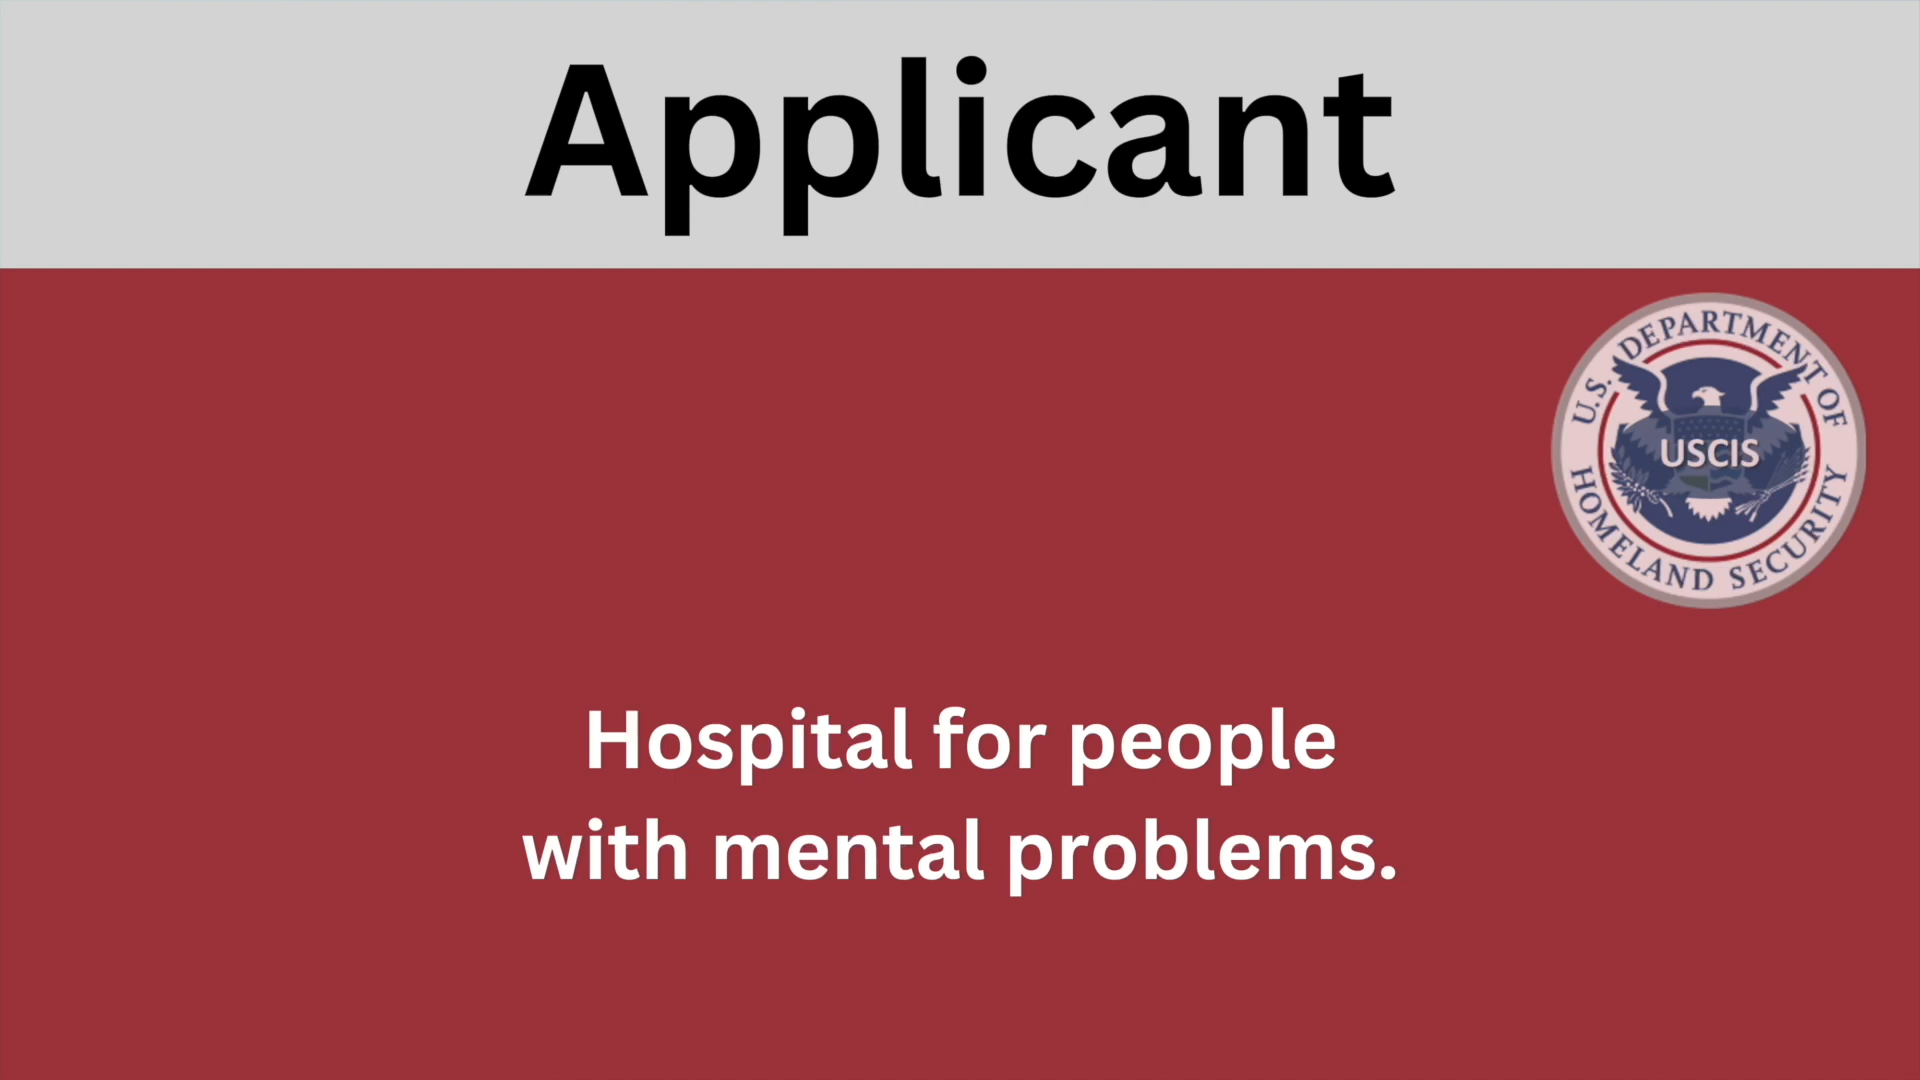 Applicant
U.S. DEPARTMENT OF
USCIS
HOMELAND SECURITY
Hospital for people
with mental problems.